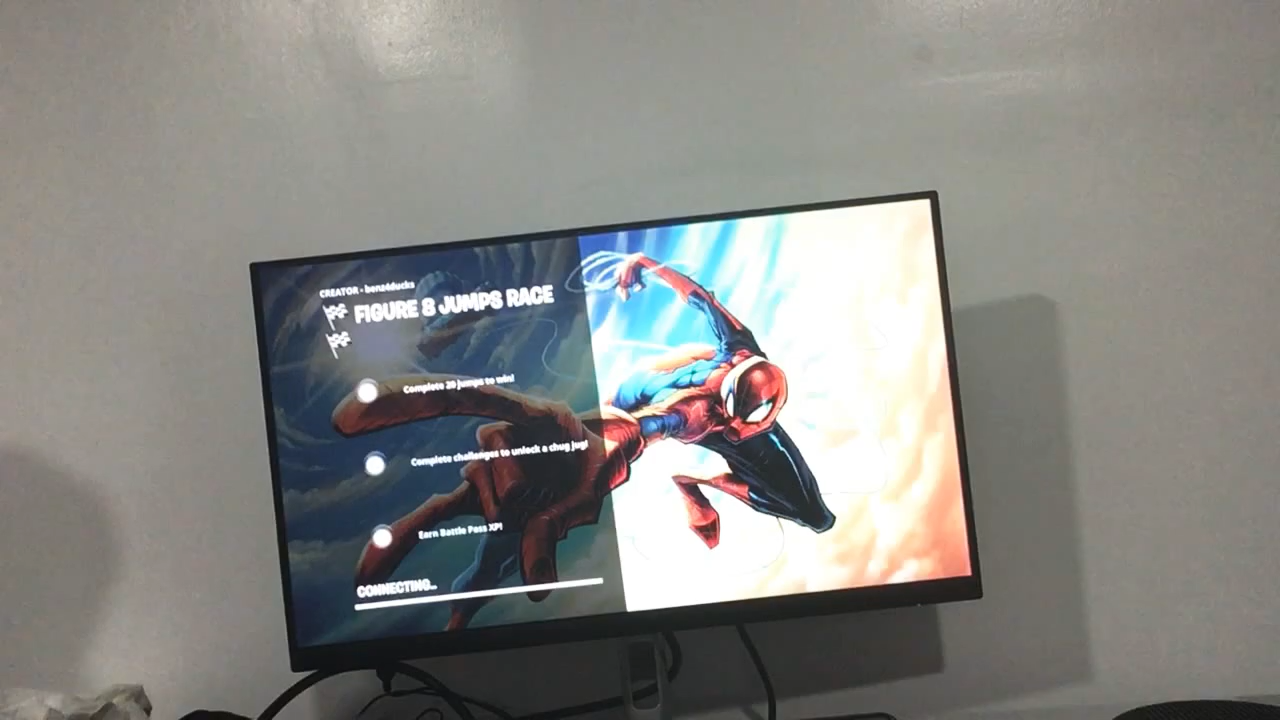 CREATOR - benz4ducks
FIGURE 8 JUMPS RACE
Complete 20 jumps to win!
Complete challenges to unlock a chug jug!
Earn Battle Pass XP!
CONNECTING...